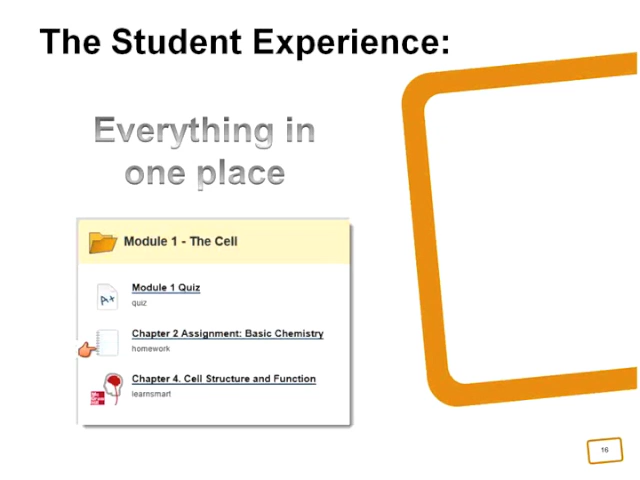 The Student Experience:
Everything in
one place
Module 1 - The Cell
A+
Module 1 Quiz
quiz
Chapter 2 Assignment: Basic Chemistry
homework
Chapter 4. Cell Structure and Function
learnsmart
16